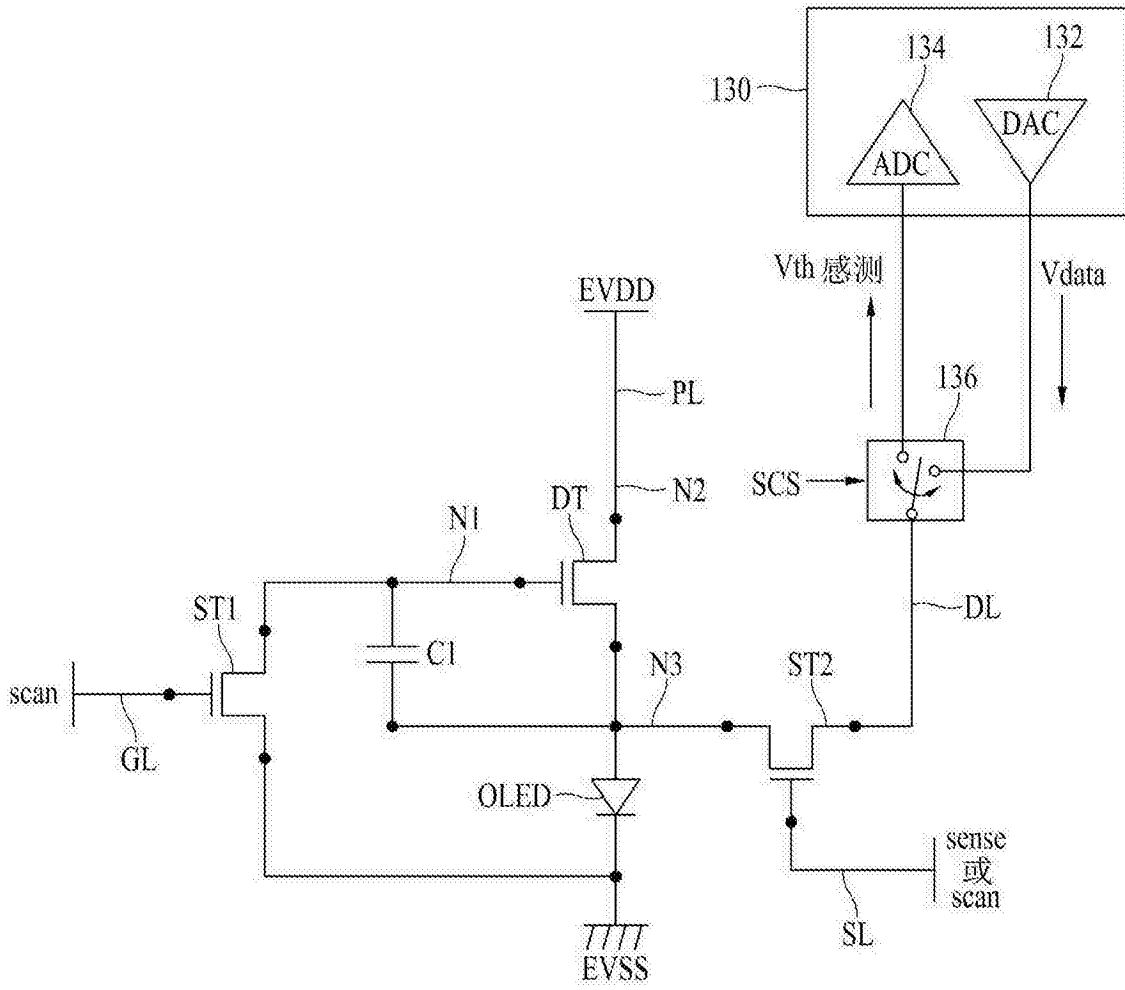 134
132
130
DAC
ADC
Vth 感测
Vdata
EVDD
136
PL
SCS
N2
DT
N1
DL
ST1
C1
N3
ST2
scan
GL
OLED
sense
或
scan
SL
EVSS